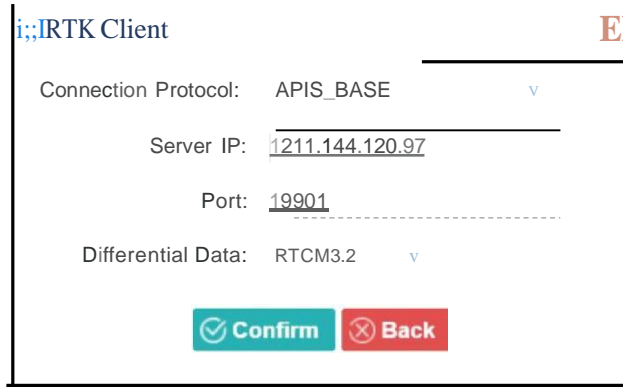 i;;IRTK Client
El
Connection Protocol: APIS_BASE v
Server IP: 1211.144.120.97
Port: 19901
Differential Data: RTCM3.2 v
Confirm Back